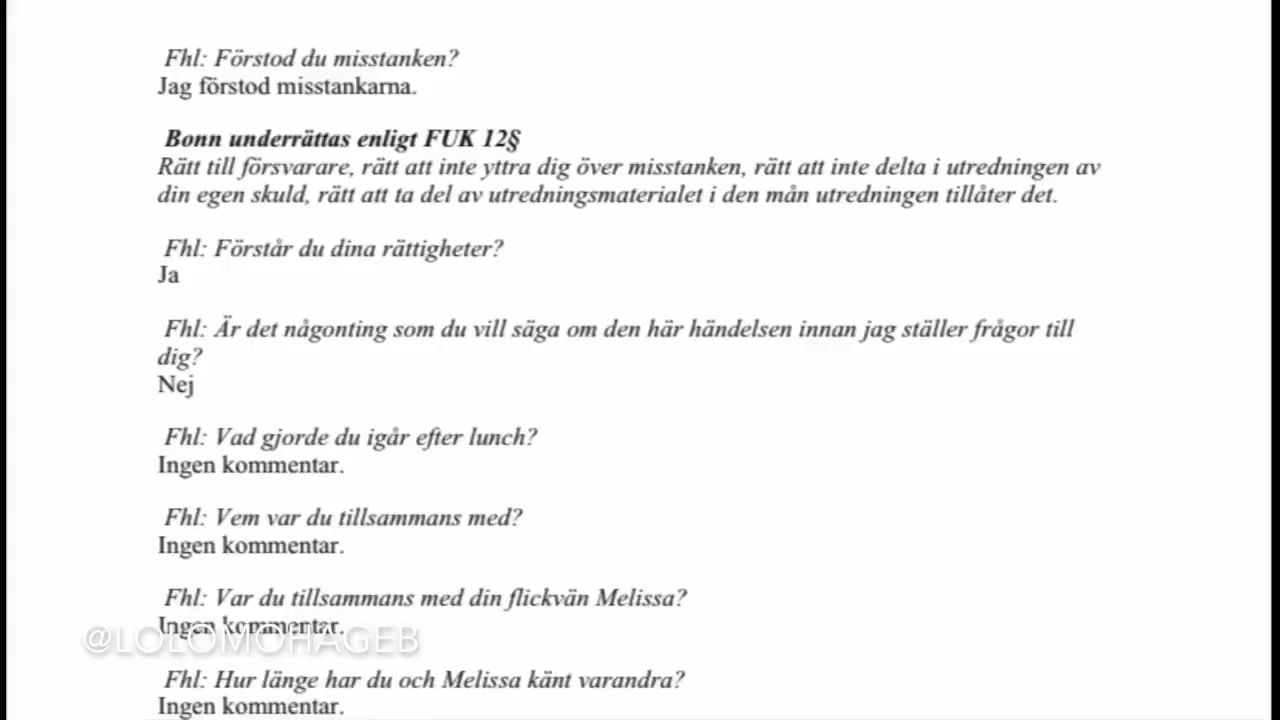 Fhl: Förstod du misstanken?
Jag förstod misstankarna.
Bonn underrättas enligt FUK 12§
Rätt till försvarare, rätt att inte yttra dig över misstanken, rätt att inte delta i utredningen av
din egen skuld, rätt att ta del av utredningsmaterialet i den mån utredningen tillåter det.
Fhl: Förstår du dina rättigheter?
Ja
Fhl: Är det någonting som du vill säga om den här händelsen innan jag ställer frågor till
dig?
Nej
Fhl: Vad gjorde du igår efter lunch?
Ingen kommentar.
Fhl: Vem var du tillsammans med?
Ingen kommentar.
Fhl: Var du tillsammans med din flickvän Melissa?
Ingen kommentar.
@LOLOMOHAGEB
Fhl: Hur länge har du och Melissa känt varandra?
Ingen kommentar.